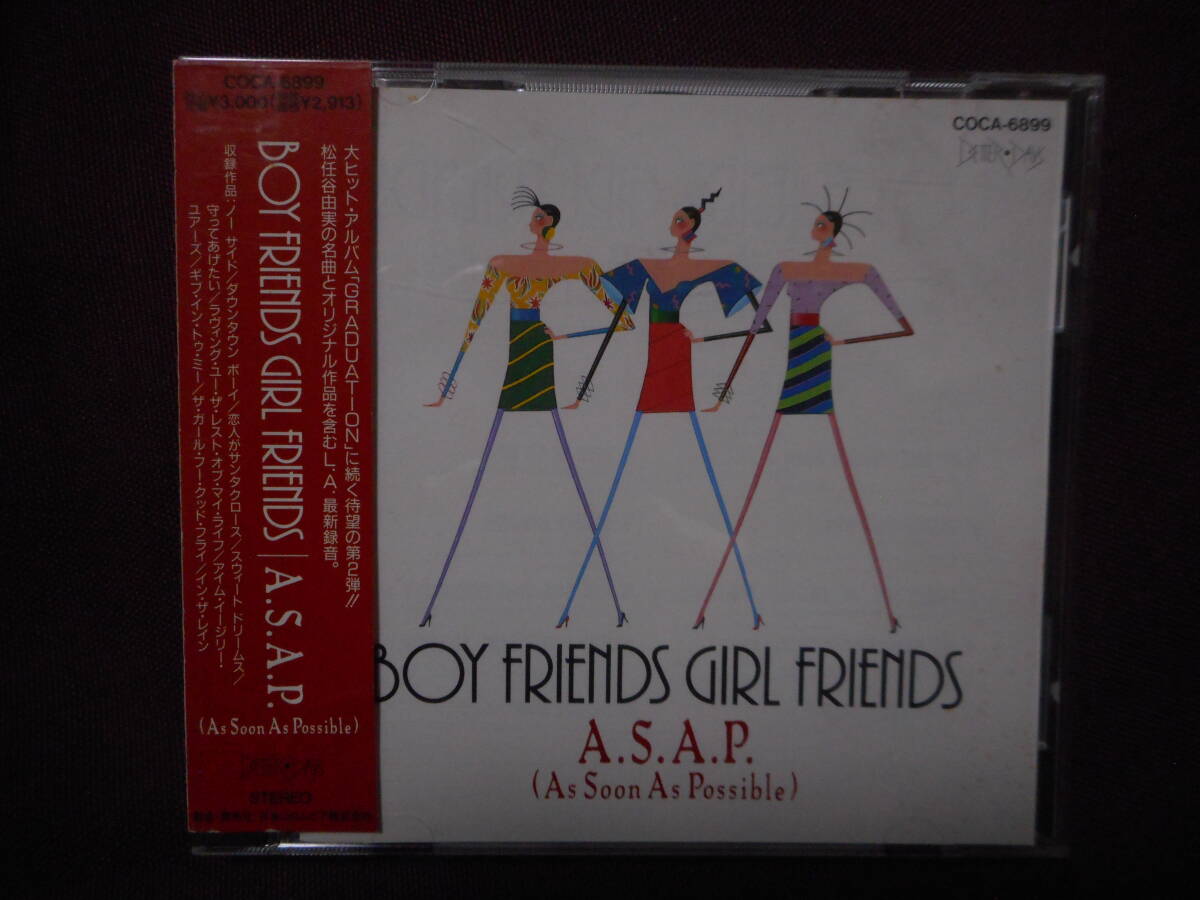 COCA-6899
¥3,000(¥2,913)
大ヒット・アルバム「GRADUATION」に続く待望の第2弾!!
松任谷由実の名曲とオリジナル作品を含むL.A.最新録音。
BOY FRIENDS GIRL FRIENDS | A.S.A.P.
(As Soon As Possible)
収録作品:ノー サイド/ダウンタウン ボーイ/恋人がサンタクロース/スウィート ドリームス/
守ってあげたい/ラヴィング・ユー・ザ・レスト・オブ・マイ・ライフ/アイム・イージリー・
ユアーズ/ギブ・イン・トゥ・ミー/ザ・ガール・フー・クッド・フライ/イン・ザ・レイン
STEREO
COCA-6899
BETTER・DAYS
BOY FRIENDS GIRL FRIENDS
A.S.A.P.
(As Soon As Possible)